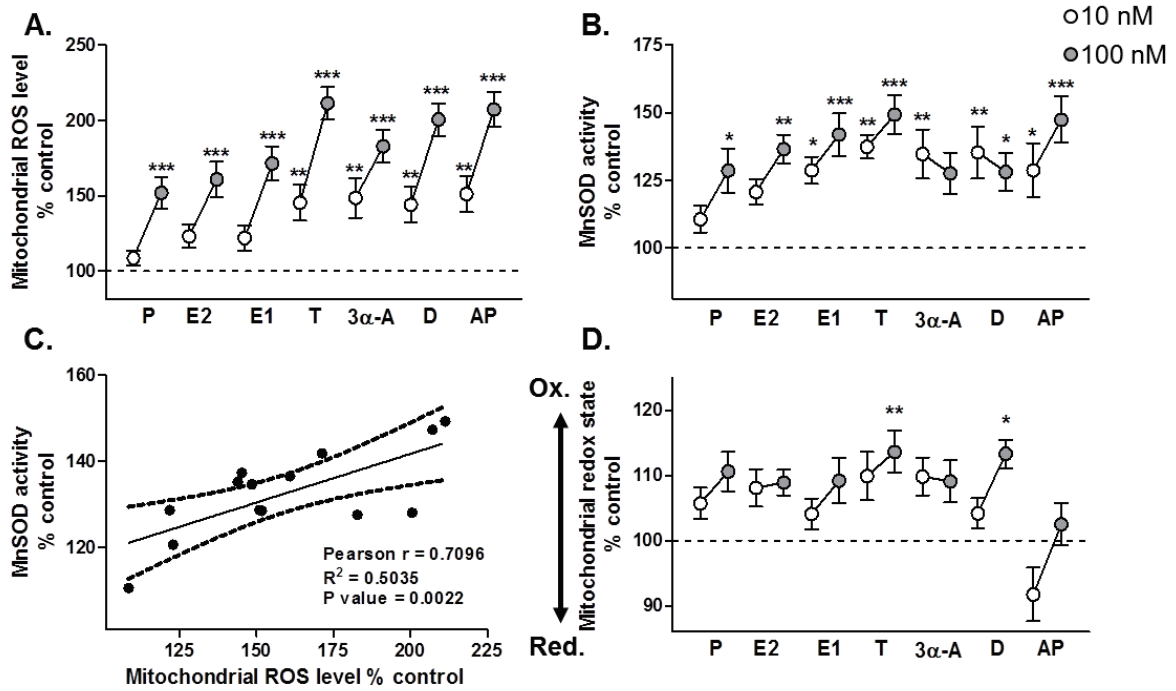 A.
Mitochondrial ROS level
% control
250
200
150
100
***
***
***
**
***
**
***
**
***
**
***
P E2 E1 T 3α-A D AP
B.
10 nM
100 nM
MnSOD activity
% control
175
150
125
100
*
**
*
***
**
***
**
**
*
*
***
P E2 E1 T 3α-A D AP
C.
MnSOD activity
% control
160
140
120
Pearson r = 0.7096
R² = 0.5035
P value = 0.0022
125 150 175 200 225
Mitochondrial ROS level % control
Ox.
Red.
D.
Mitochondrial redox state
% control
110
100
90
**
*
P E2 E1 T 3α-A D AP